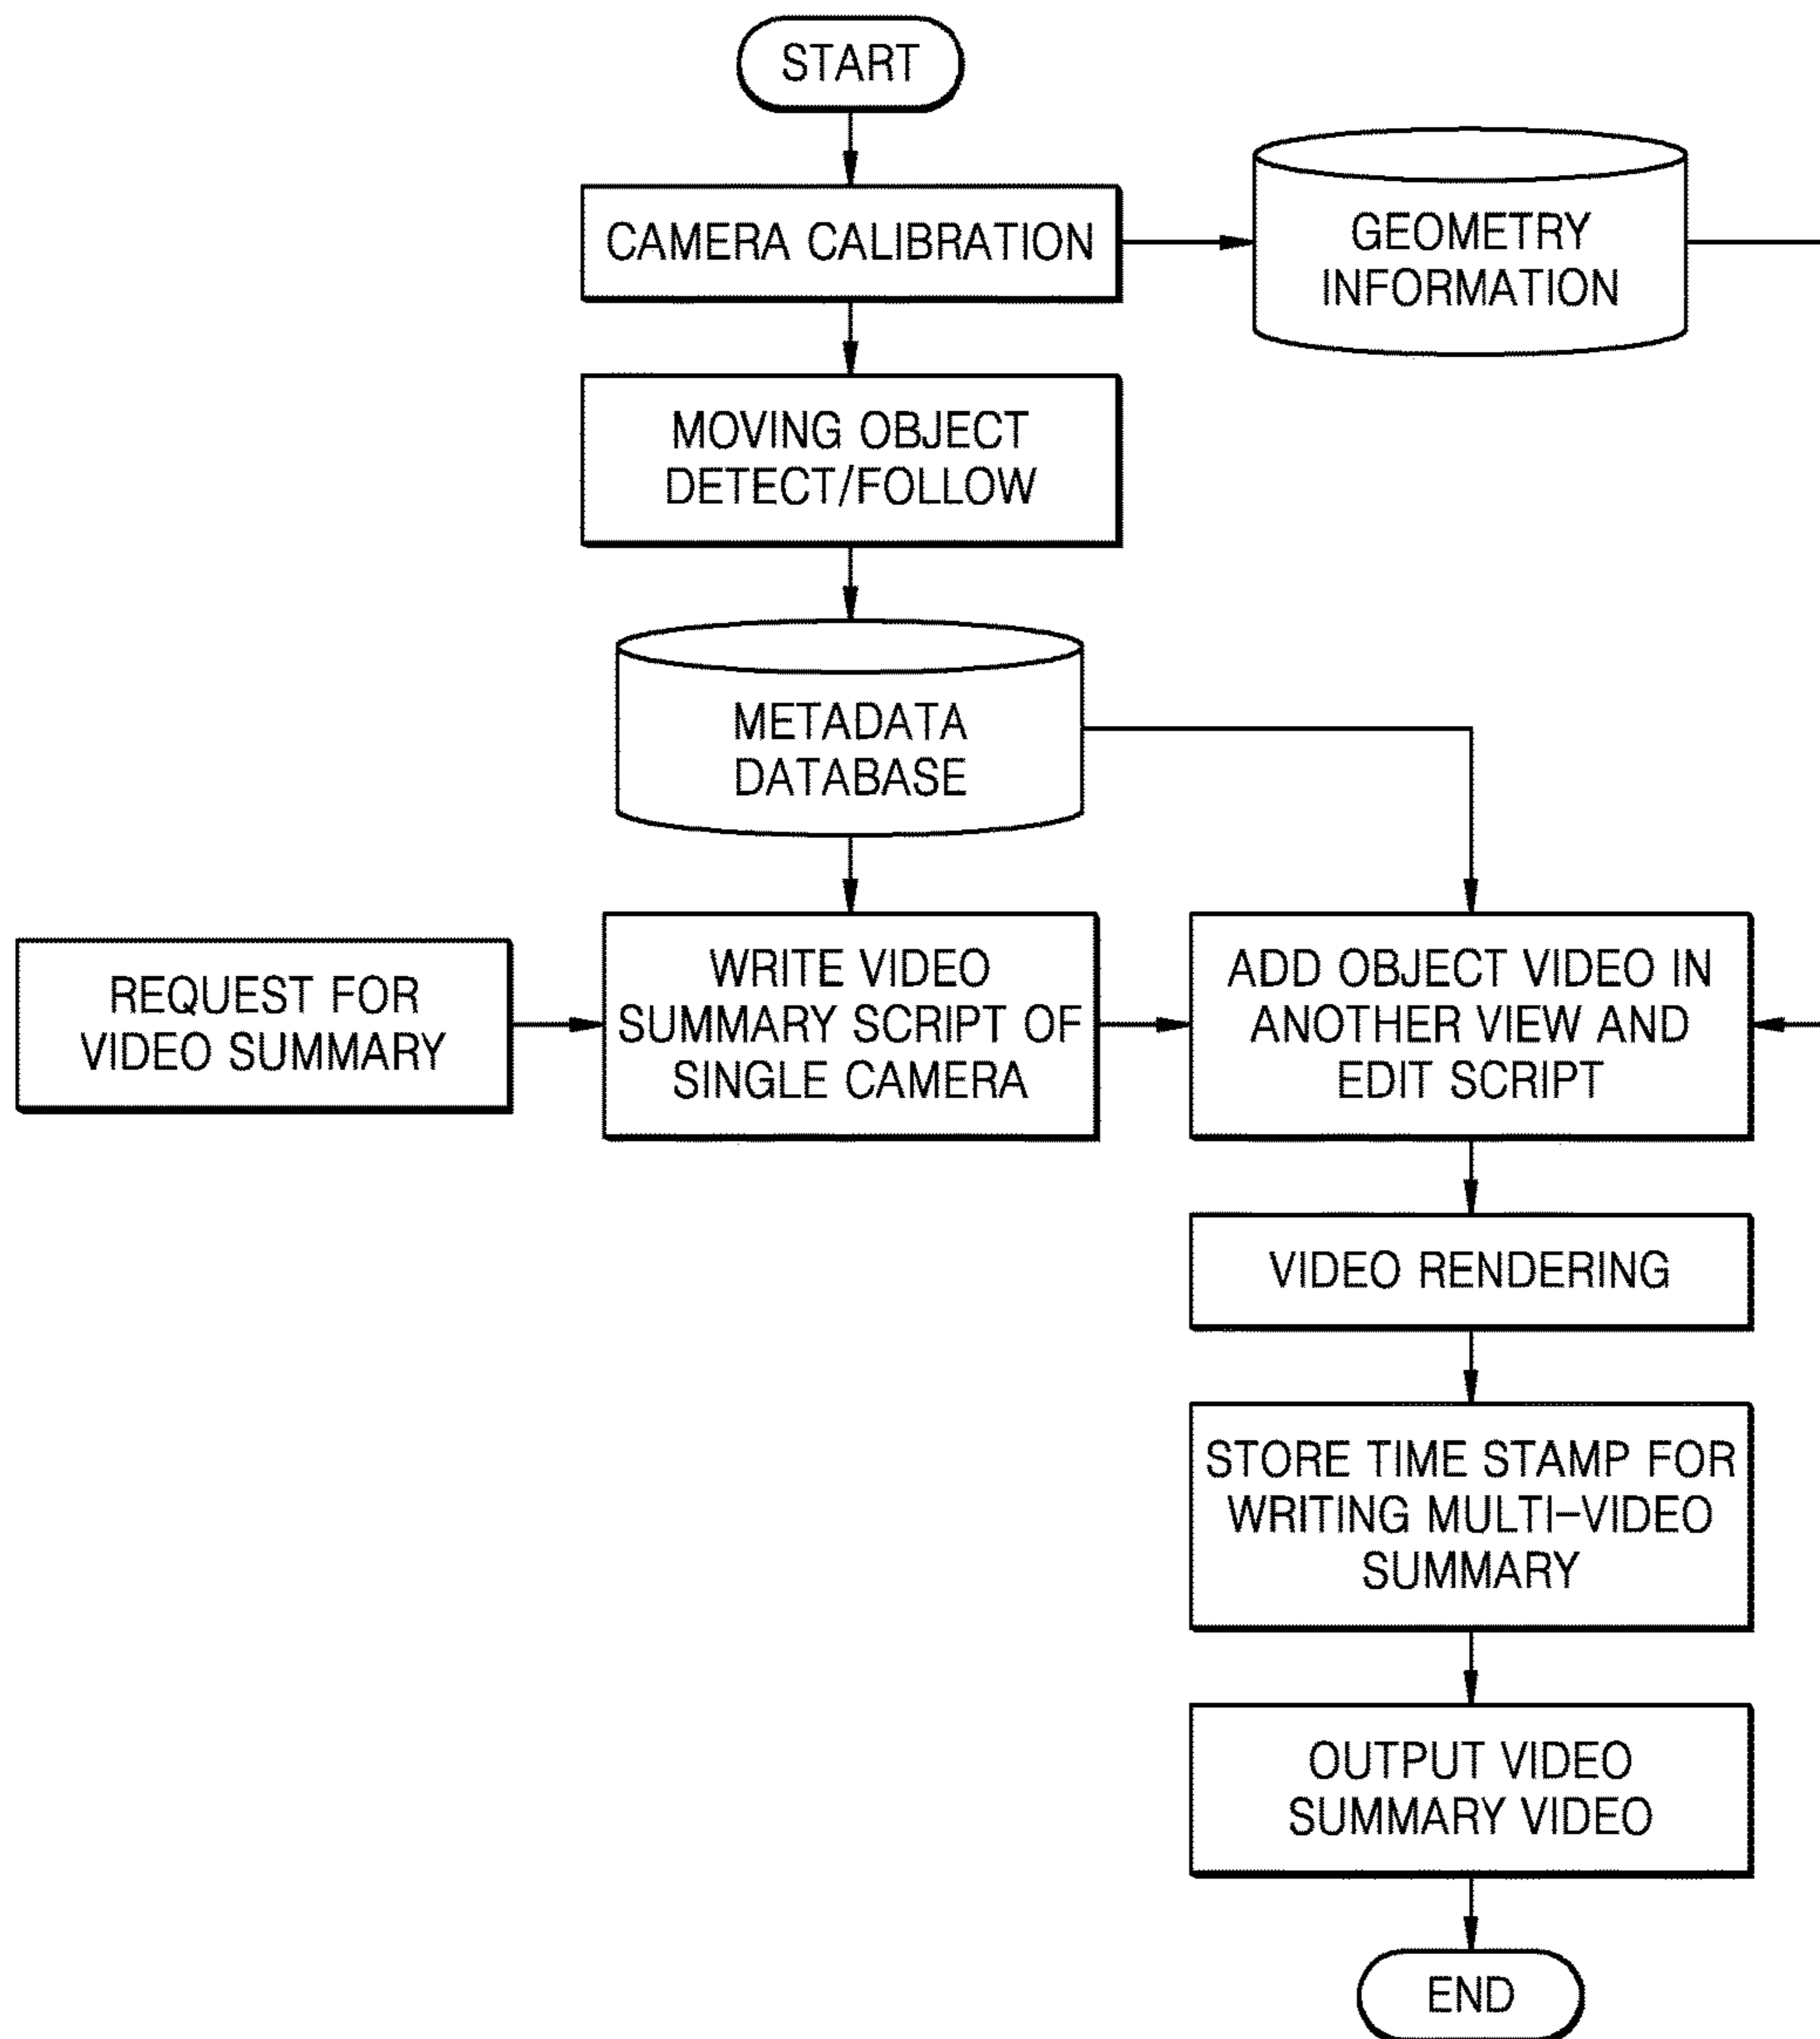 START
CAMERA CALIBRATION
GEOMETRY
INFORMATION
MOVING OBJECT
DETECT/FOLLOW
METADATA
DATABASE
REQUEST FOR
VIDEO SUMMARY
WRITE VIDEO
SUMMARY SCRIPT OF
SINGLE CAMERA
ADD OBJECT VIDEO IN
ANOTHER VIEW AND
EDIT SCRIPT
VIDEO RENDERING
STORE TIME STAMP FOR
WRITING MULTI-VIDEO
SUMMARY
OUTPUT VIDEO
SUMMARY VIDEO
END